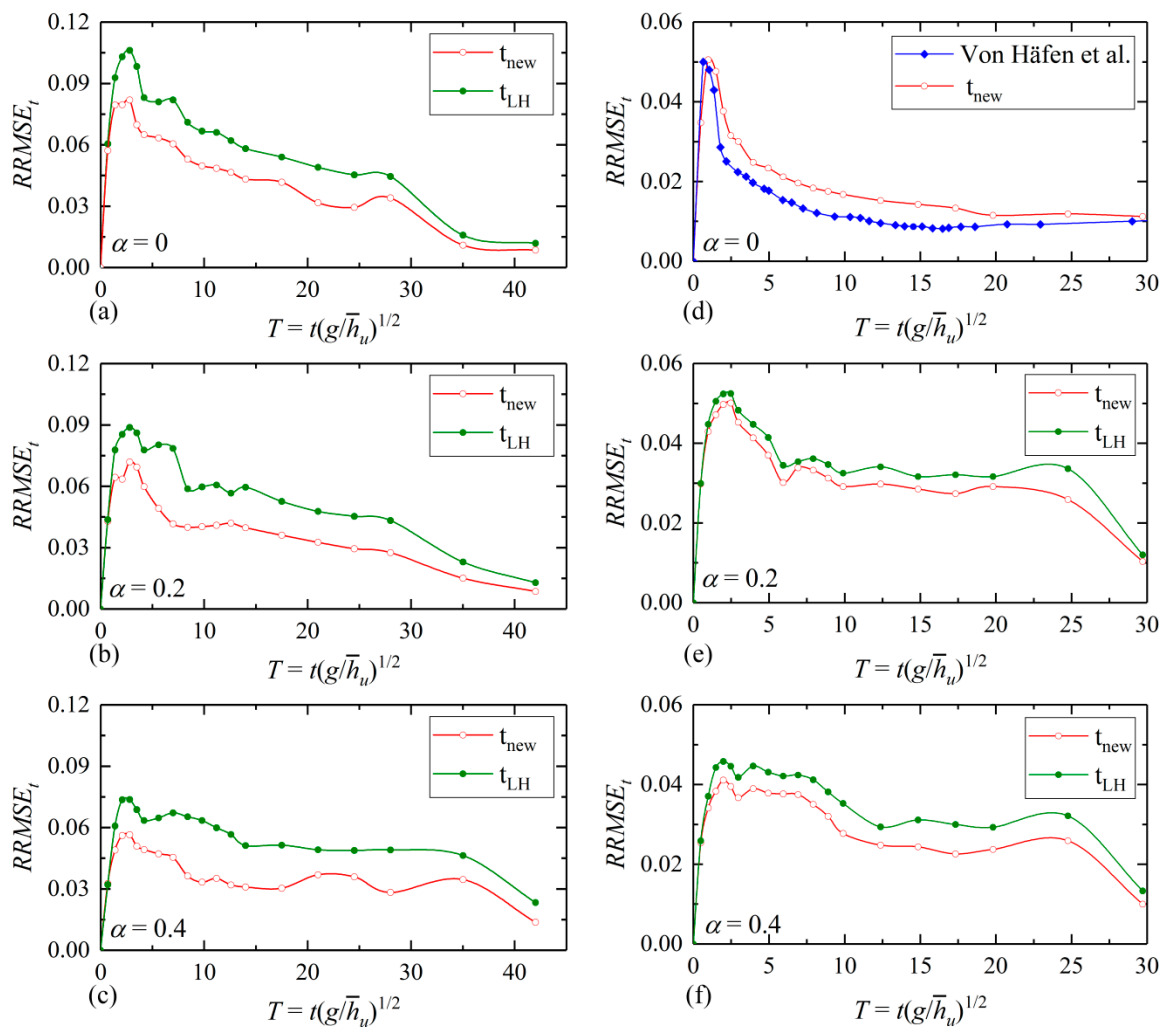 0.12
0.09
0.06
0.03
0.00
RRMSE_t
t_new
t_LH
α = 0
0 10 20 30 40
(a)
T = t(g/h̅_u)^1/2
0.06
0.04
0.02
0.00
RRMSE_t
Von Häfen et al.
t_new
α = 0
0 5 10 15 20 25 30
(d)
T = t(g/h̅_u)^1/2
0.12
0.09
0.06
0.03
0.00
RRMSE_t
t_new
t_LH
α = 0.2
0 10 20 30 40
(b)
T = t(g/h̅_u)^1/2
0.06
0.04
0.02
0.00
RRMSE_t
t_new
t_LH
α = 0.2
0 5 10 15 20 25 30
(e)
T = t(g/h̅_u)^1/2
0.12
0.09
0.06
0.03
0.00
RRMSE_t
t_new
t_LH
α = 0.4
0 10 20 30 40
(c)
T = t(g/h̅_u)^1/2
0.06
0.04
0.02
0.00
RRMSE_t
t_new
t_LH
α = 0.4
0 5 10 15 20 25 30
(f)
T = t(g/h̅_u)^1/2